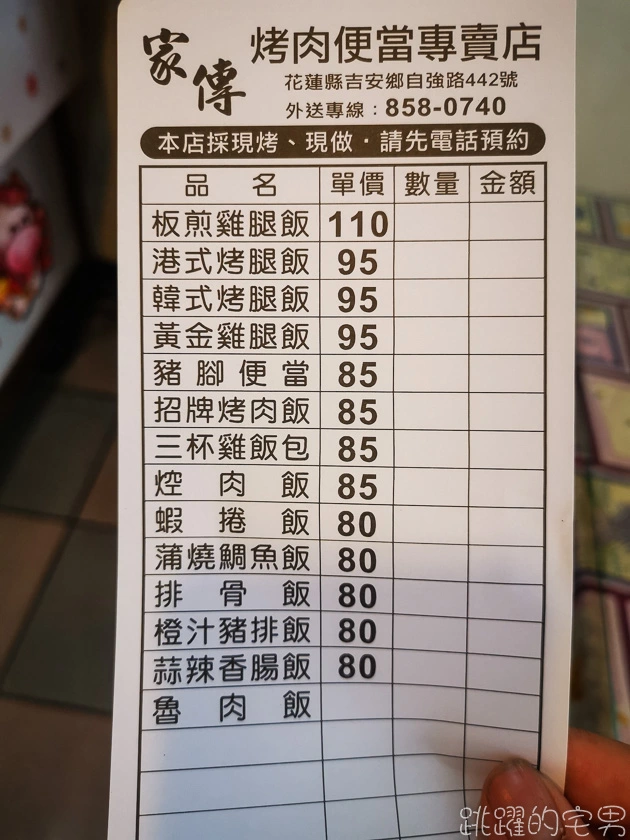 家傳 烤肉便當專賣店
花蓮縣吉安鄉自強路442號
外送專線：858-0740
本店採現烤、現做·請先電話預約
品名 單價 數量 金額
板煎雞腿飯 110
港式烤腿飯 95
韓式烤腿飯 95
黃金雞腿飯 95
豬腳便當 85
招牌烤肉飯 85
三杯雞飯包 85
焢肉飯 85
蝦捲飯 80
蒲燒鯛魚飯 80
排骨飯 80
橙汁豬排飯 80
蒜辣香腸飯 80
魯肉飯
跳躍的宅男